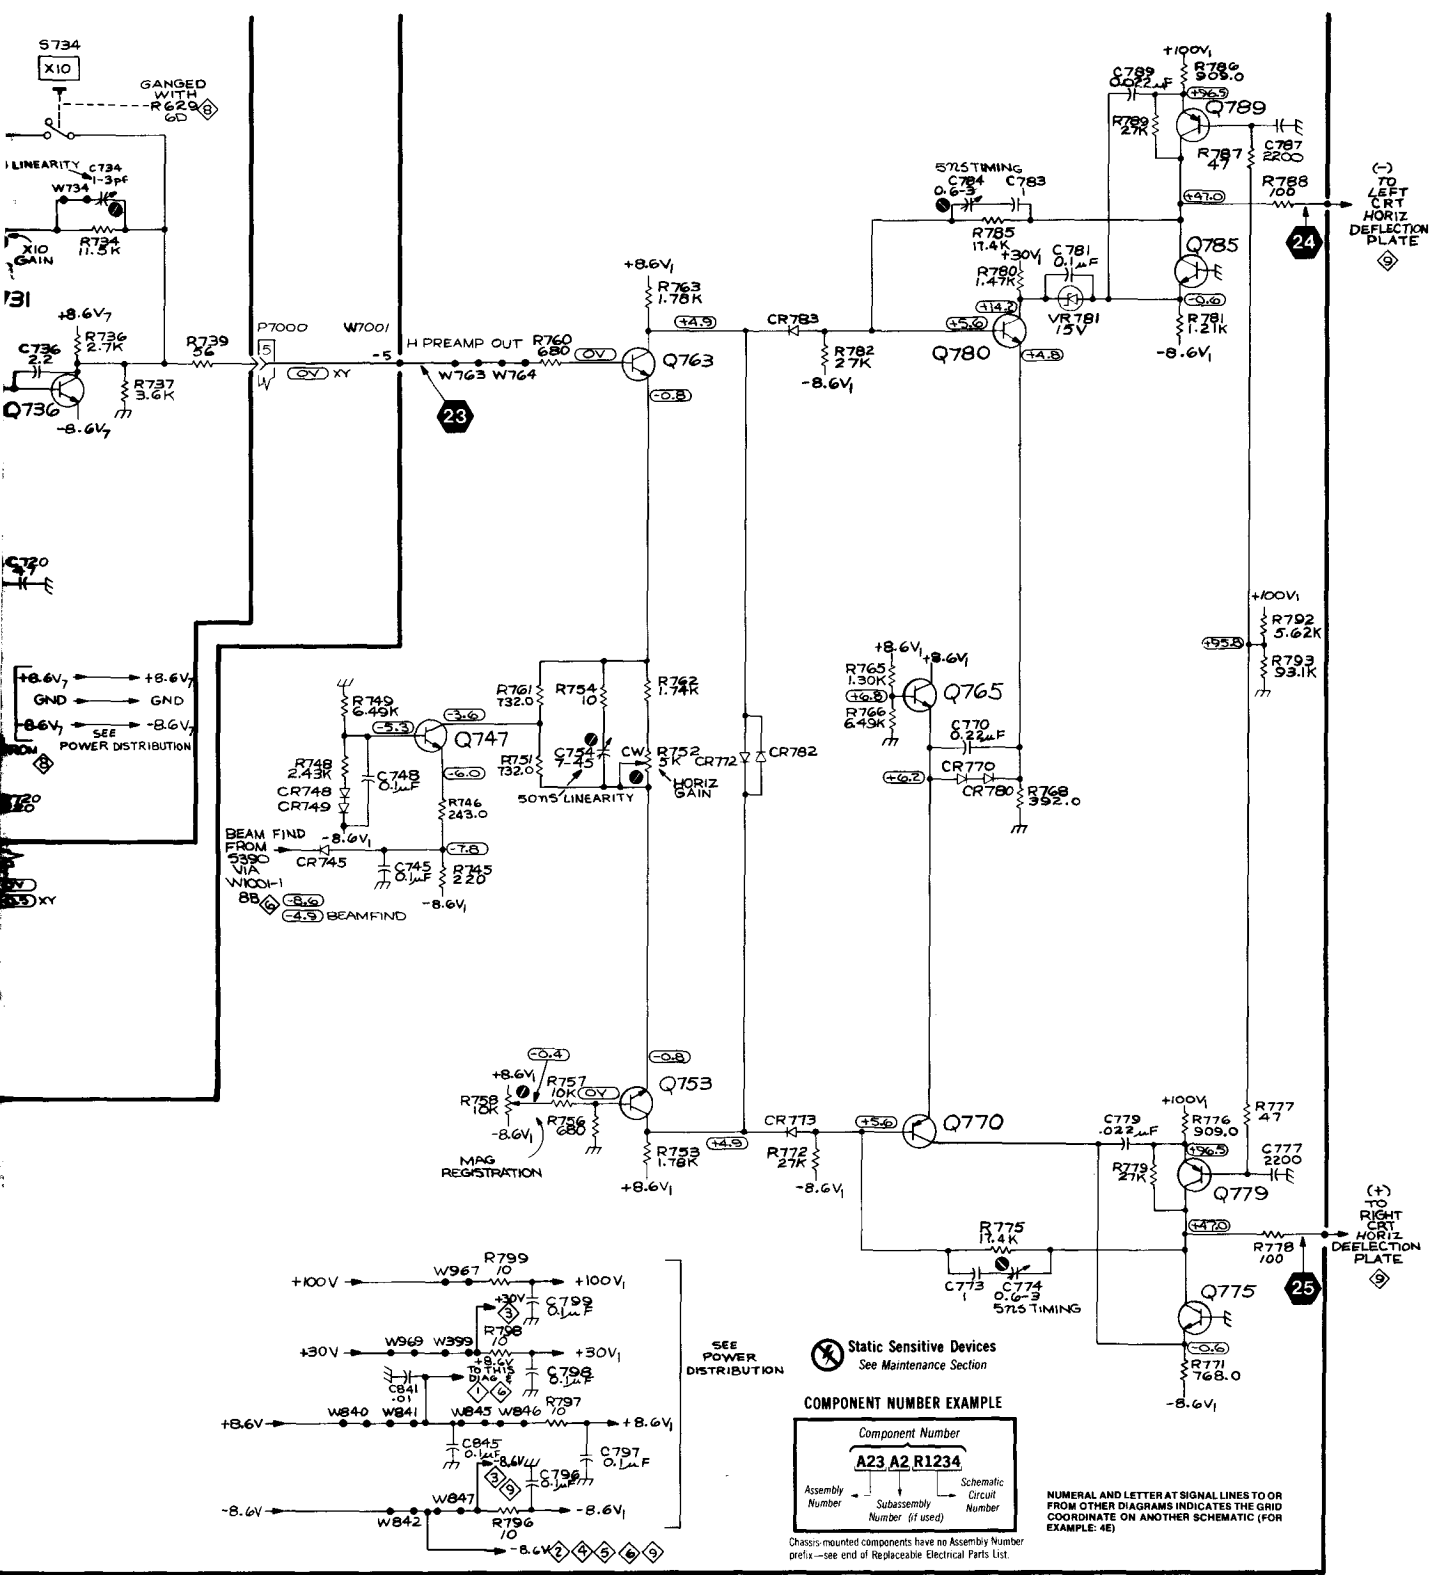 S734
X10
GANGED
WITH
R629 8
6D
LINEARITY
C734
1-3pf
W734
R734
11.5K
X10
GAIN
731
+8.6V7
R736
2.7K
C736
2.2
R737
3.6K
Q736
-8.6V7
R739
56
P7000
5
W7001
-5
0V XY
H PREAMP OUT
23
W763 W764
R760
680
0V
+8.6V1
R763
1.78K
+4.9
Q763
-0.8
CR783
R782
27K
-8.6V1
5ns TIMING
C784
0.6-3
C783
1
R785
17.4K
+30V1
R780
1.47K
C781
0.1µF
+14.2
VR781
15V
+5.6
Q780
+4.8
+100V1
R786
909.0
C789
0.022µF
+96.5
Q789
R789
27K
R787
47
C787
2200
+47.0
R788
100
24
(-)
TO
LEFT
CRT
HORIZ
DEFLECTION
PLATE
9
Q785
-0.6
R781
1.21K
-8.6V1
C720
47
+8.6V7 +8.6V7
GND GND
-8.6V7 -8.6V7
SEE
POWER DISTRIBUTION
FROM
8
R749
6.49K
-5.3
-3.6
Q747
R748
2.43K
CR748
CR749
C748
0.1µF
-6.0
R746
243.0
-8.6V1
-7.8
CR745
C745
0.1µF
R745
220
-8.6V1
BEAM FIND
FROM
S390
VIA
W1001-1
8B 6
-8.6
-4.9 BEAMFIND
XY
R761
732.0
R754
10
R762
1.74K
R751
732.0
C754
7-45
CW
R752
5K
HORIZ
GAIN
50ns LINEARITY
CR772
CR782
+8.6V1
+8.6V1
R765
1.30K
+6.8
Q765
R766
6.49K
C770
0.22µF
+6.2
CR770
CR780
R768
392.0
+100V1
R792
5.62K
+95.8
R793
93.1K
-0.4
+8.6V1
R757
10K
0V
R758
10K
-8.6V1
R756
680
MAG
REGISTRATION
-0.8
Q753
R753
1.78K
+8.6V1
+4.9
CR773
R772
27K
-8.6V1
+5.6
Q770
C779
.022µF
+100V1
R776
909.0
R777
47
+96.5
R779
27K
Q779
C777
2200
+47.0
R778
100
25
(+)
TO
RIGHT
CRT
HORIZ
DEFLECTION
PLATE
9
R775
17.4K
C773
1
C774
0.6-3
5ns TIMING
Q775
-0.6
R771
768.0
-8.6V1
+100V
W967
R799
10
+100V1
C799
0.1µF
+30V
3
+30V
W969 W399
R798
10
+30V1
+8.6V
TO THIS
DIAG &
1 6
C798
0.1µF
C841
.01
+8.6V
W840 W841 W845 W846
R797
10
+8.6V1
C845
0.1µF
C797
0.1µF
-8.6V
3 9
C796
0.1µF
-8.6V
W842
W847
R796
10
-8.6V1
-8.6V 2 4 5 6 9
SEE
POWER
DISTRIBUTION
Static Sensitive Devices
See Maintenance Section
COMPONENT NUMBER EXAMPLE
Component Number
A23 A2 R1234
Assembly
Number
Subassembly
Number (if used)
Schematic
Circuit
Number
Chassis-mounted components have no Assembly Number
prefix—see end of Replaceable Electrical Parts List.
NUMERAL AND LETTER AT SIGNAL LINES TO OR
FROM OTHER DIAGRAMS INDICATES THE GRID
COORDINATE ON ANOTHER SCHEMATIC (FOR
EXAMPLE: 4E)